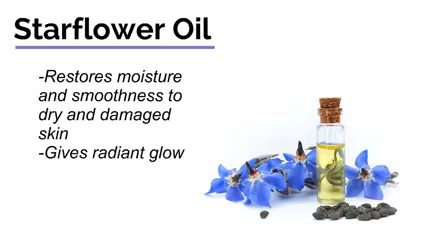 Starflower Oil
-Restores moisture
and smoothness to
dry and damaged
skin
-Gives radiant glow